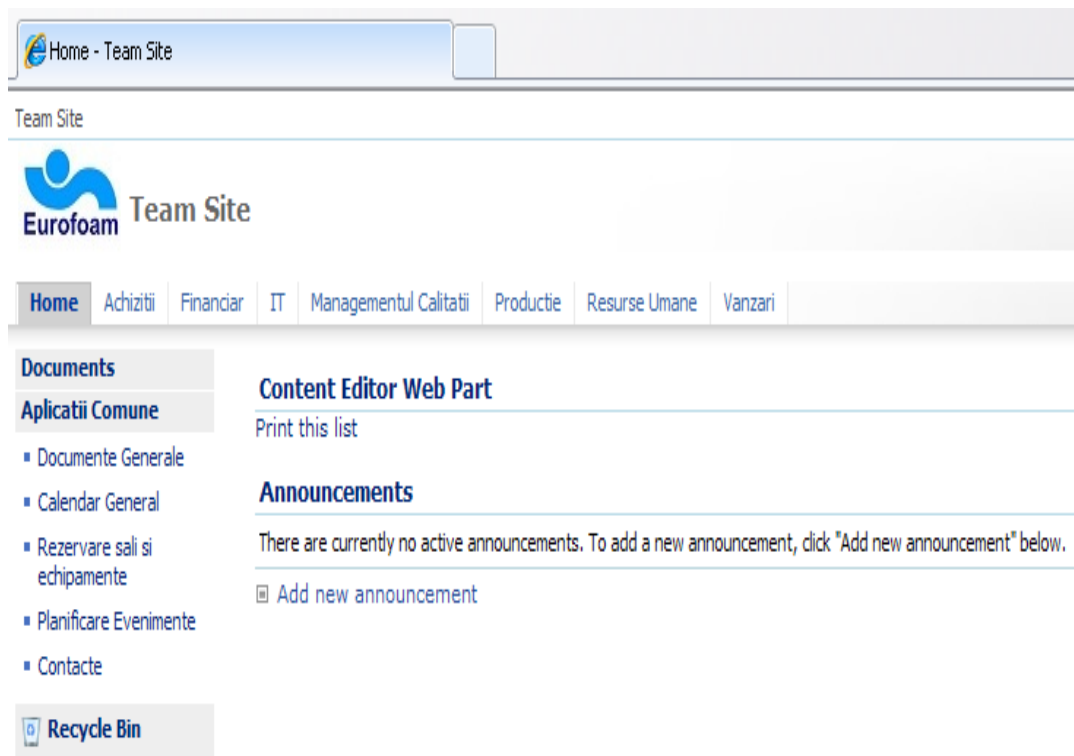 Home - Team Site
Team Site
Eurofoam
Team Site
Home Achizitii Financiar IT Managementul Calitatii Productie Resurse Umane Vanzari
Documents
Aplicatii Comune
Documente Generale
Calendar General
Rezervare sali si
echipamente
Planificare Evenimente
Contacte
Recycle Bin
Content Editor Web Part
Print this list
Announcements
There are currently no active announcements. To add a new announcement, click "Add new announcement" below.
Add new announcement